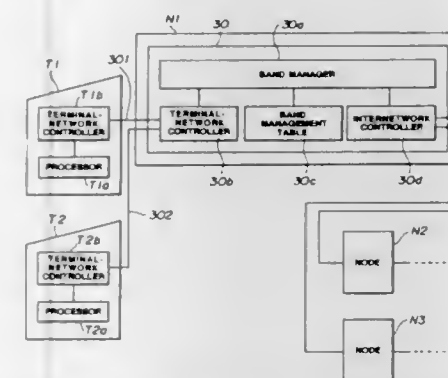 N1
30
30a
T1
301
BAND MANAGER
T1b
TERMINAL-
NETWORK
CONTROLLER
TERMINAL-
NETWORK
CONTROLLER
BAND
MANAGEMENT
TABLE
INTERNETWORK
CONTROLLER
PROCESSOR
T1a
30b
30c
30d
T2
302
T2b
N2
TERMINAL-
NETWORK
CONTROLLER
NODE
PROCESSOR
T2a
N3
NODE